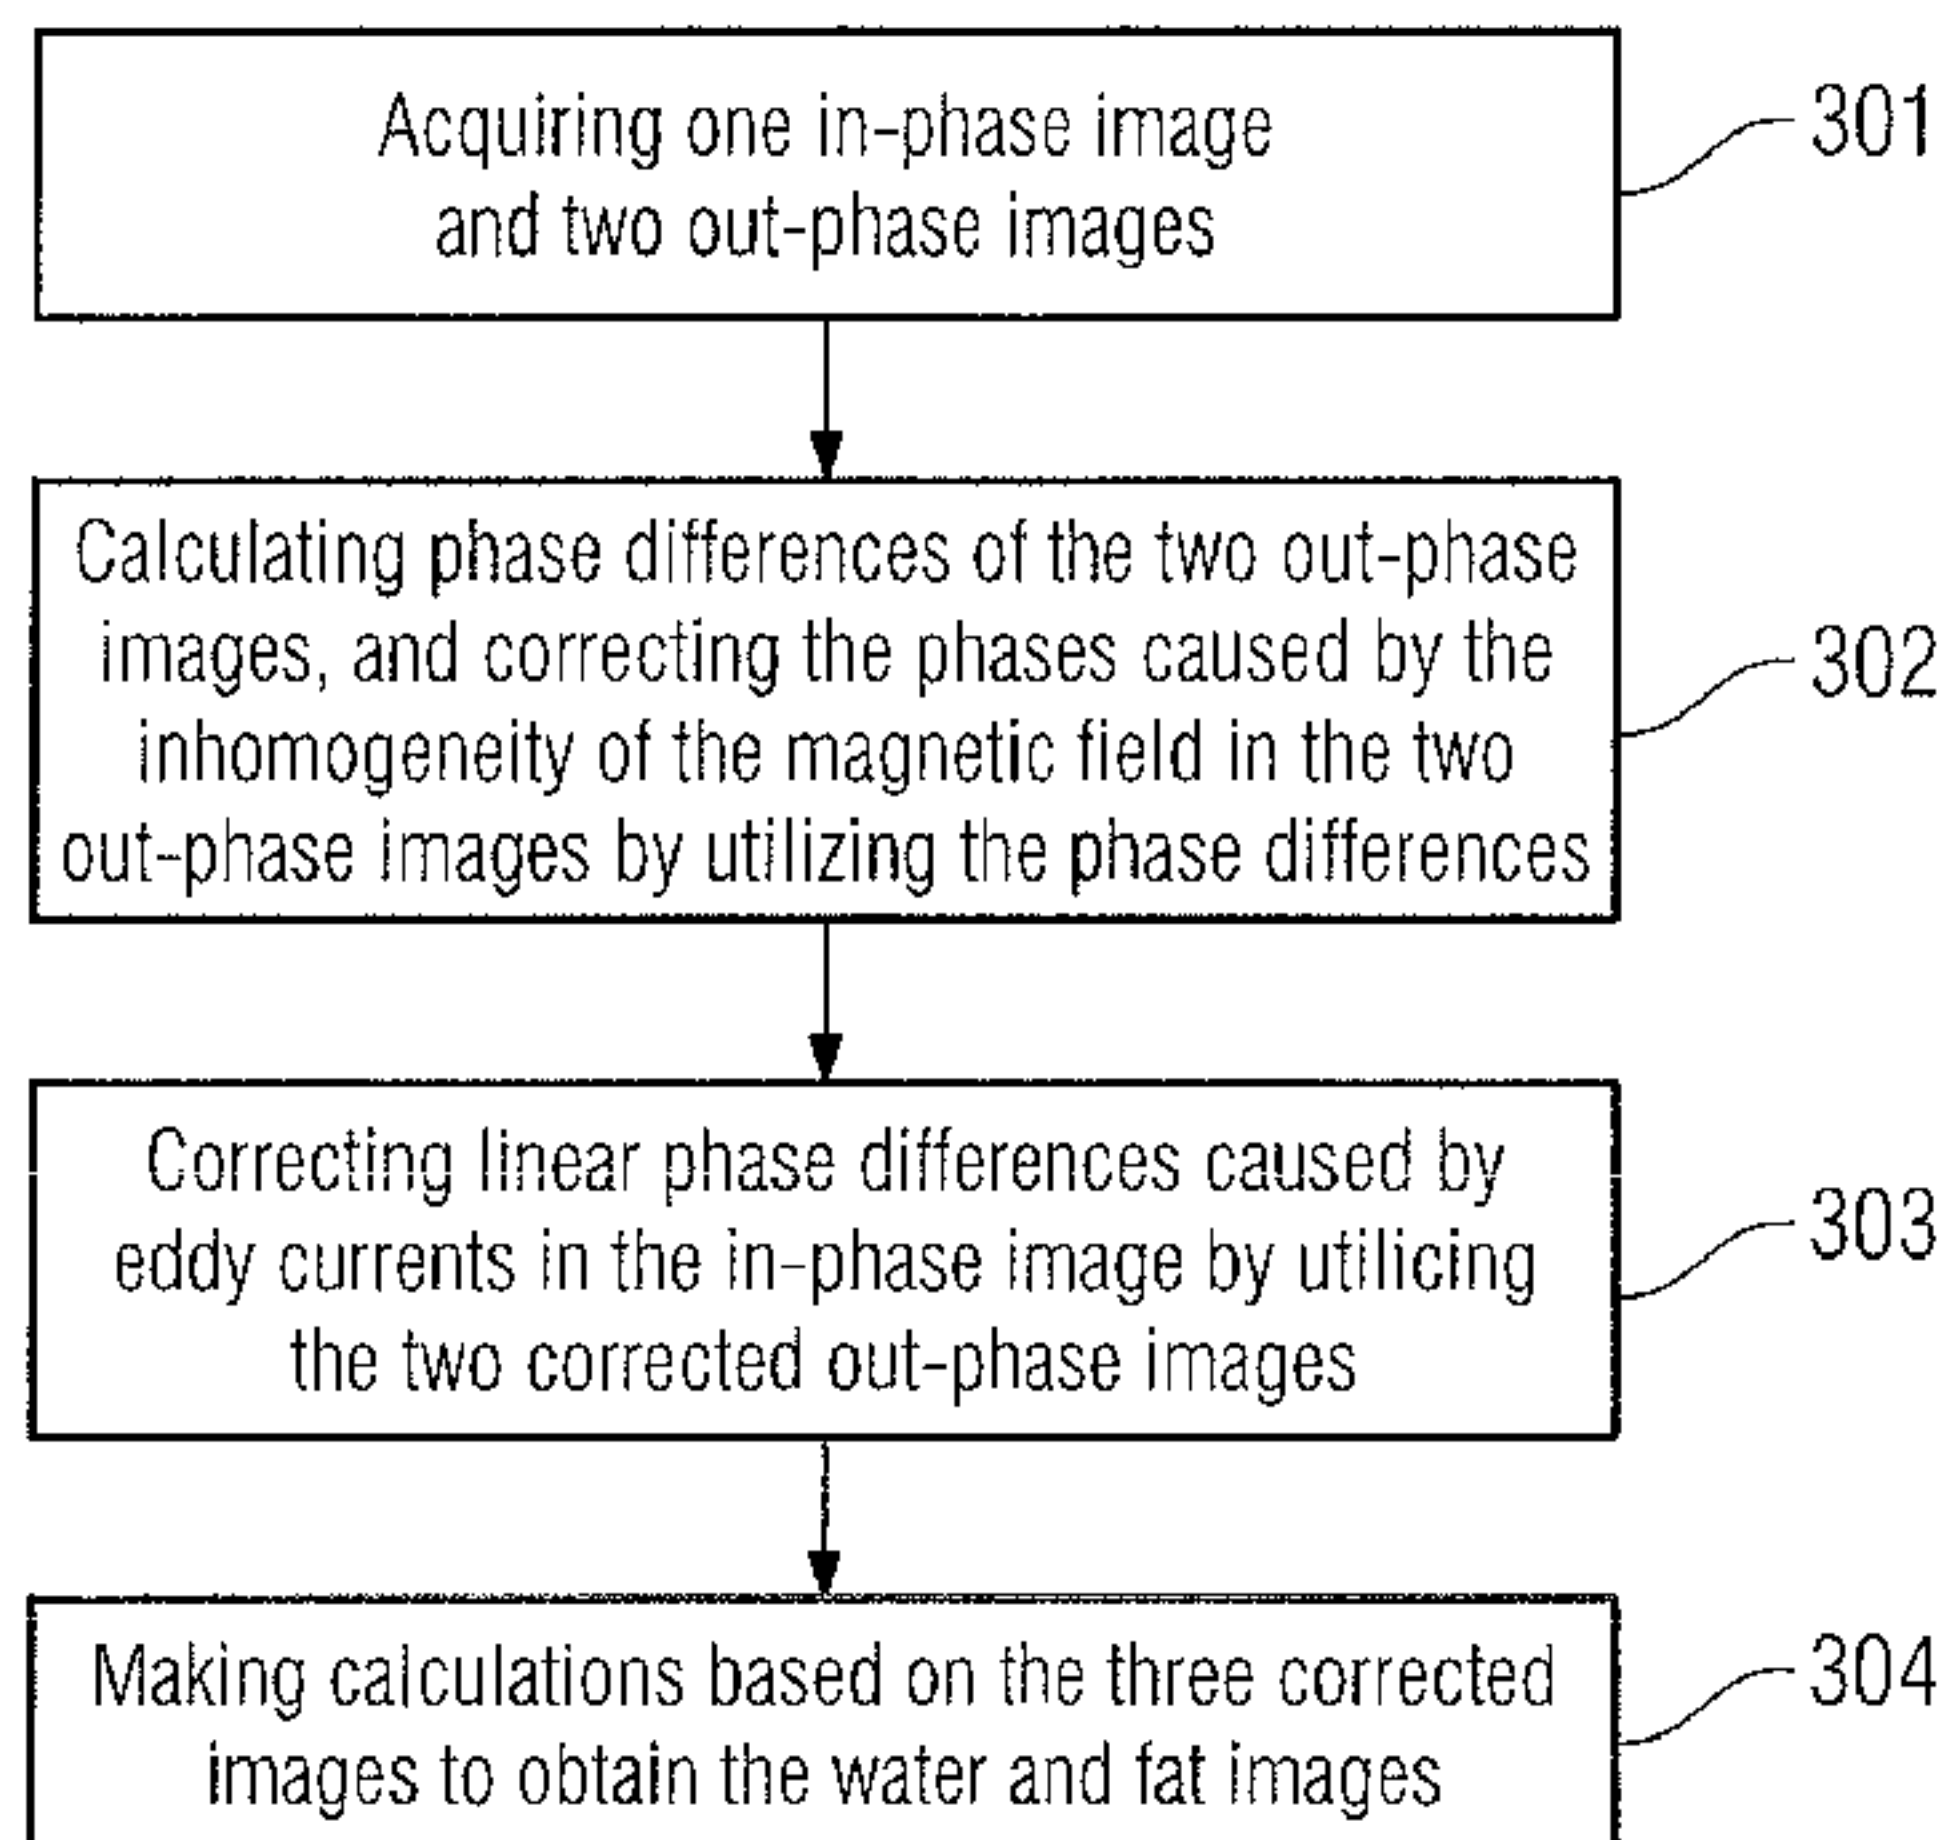 Acquiring one in-phase image
and two out-phase images
301
Calculating phase differences of the two out-phase
images, and correcting the phases caused by the
inhomogeneity of the magnetic field in the two
out-phase images by utilizing the phase differences
302
Correcting linear phase differences caused by
eddy currents in the in-phase image by utilicing
the two corrected out-phase images
303
Making calculations based on the three corrected
images to obtain the water and fat images
304